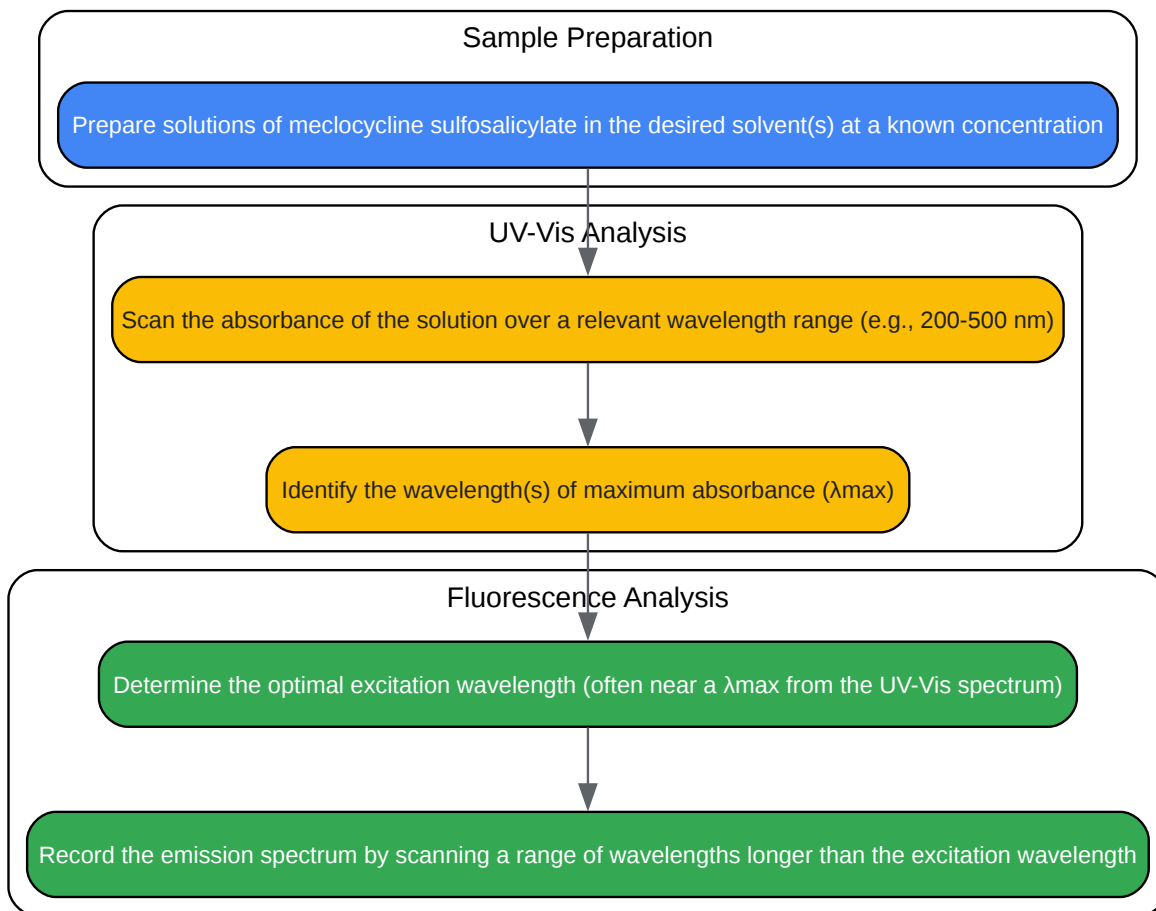 Sample Preparation
Prepare solutions of meclocycline sulfosalicylate in the desired solvent(s) at a known concentration
UV-Vis Analysis
Scan the absorbance of the solution over a relevant wavelength range (e.g., 200-500 nm)
Identify the wavelength(s) of maximum absorbance (λmax)
Fluorescence Analysis
Determine the optimal excitation wavelength (often near a λmax from the UV-Vis spectrum)
Record the emission spectrum by scanning a range of wavelengths longer than the excitation wavelength